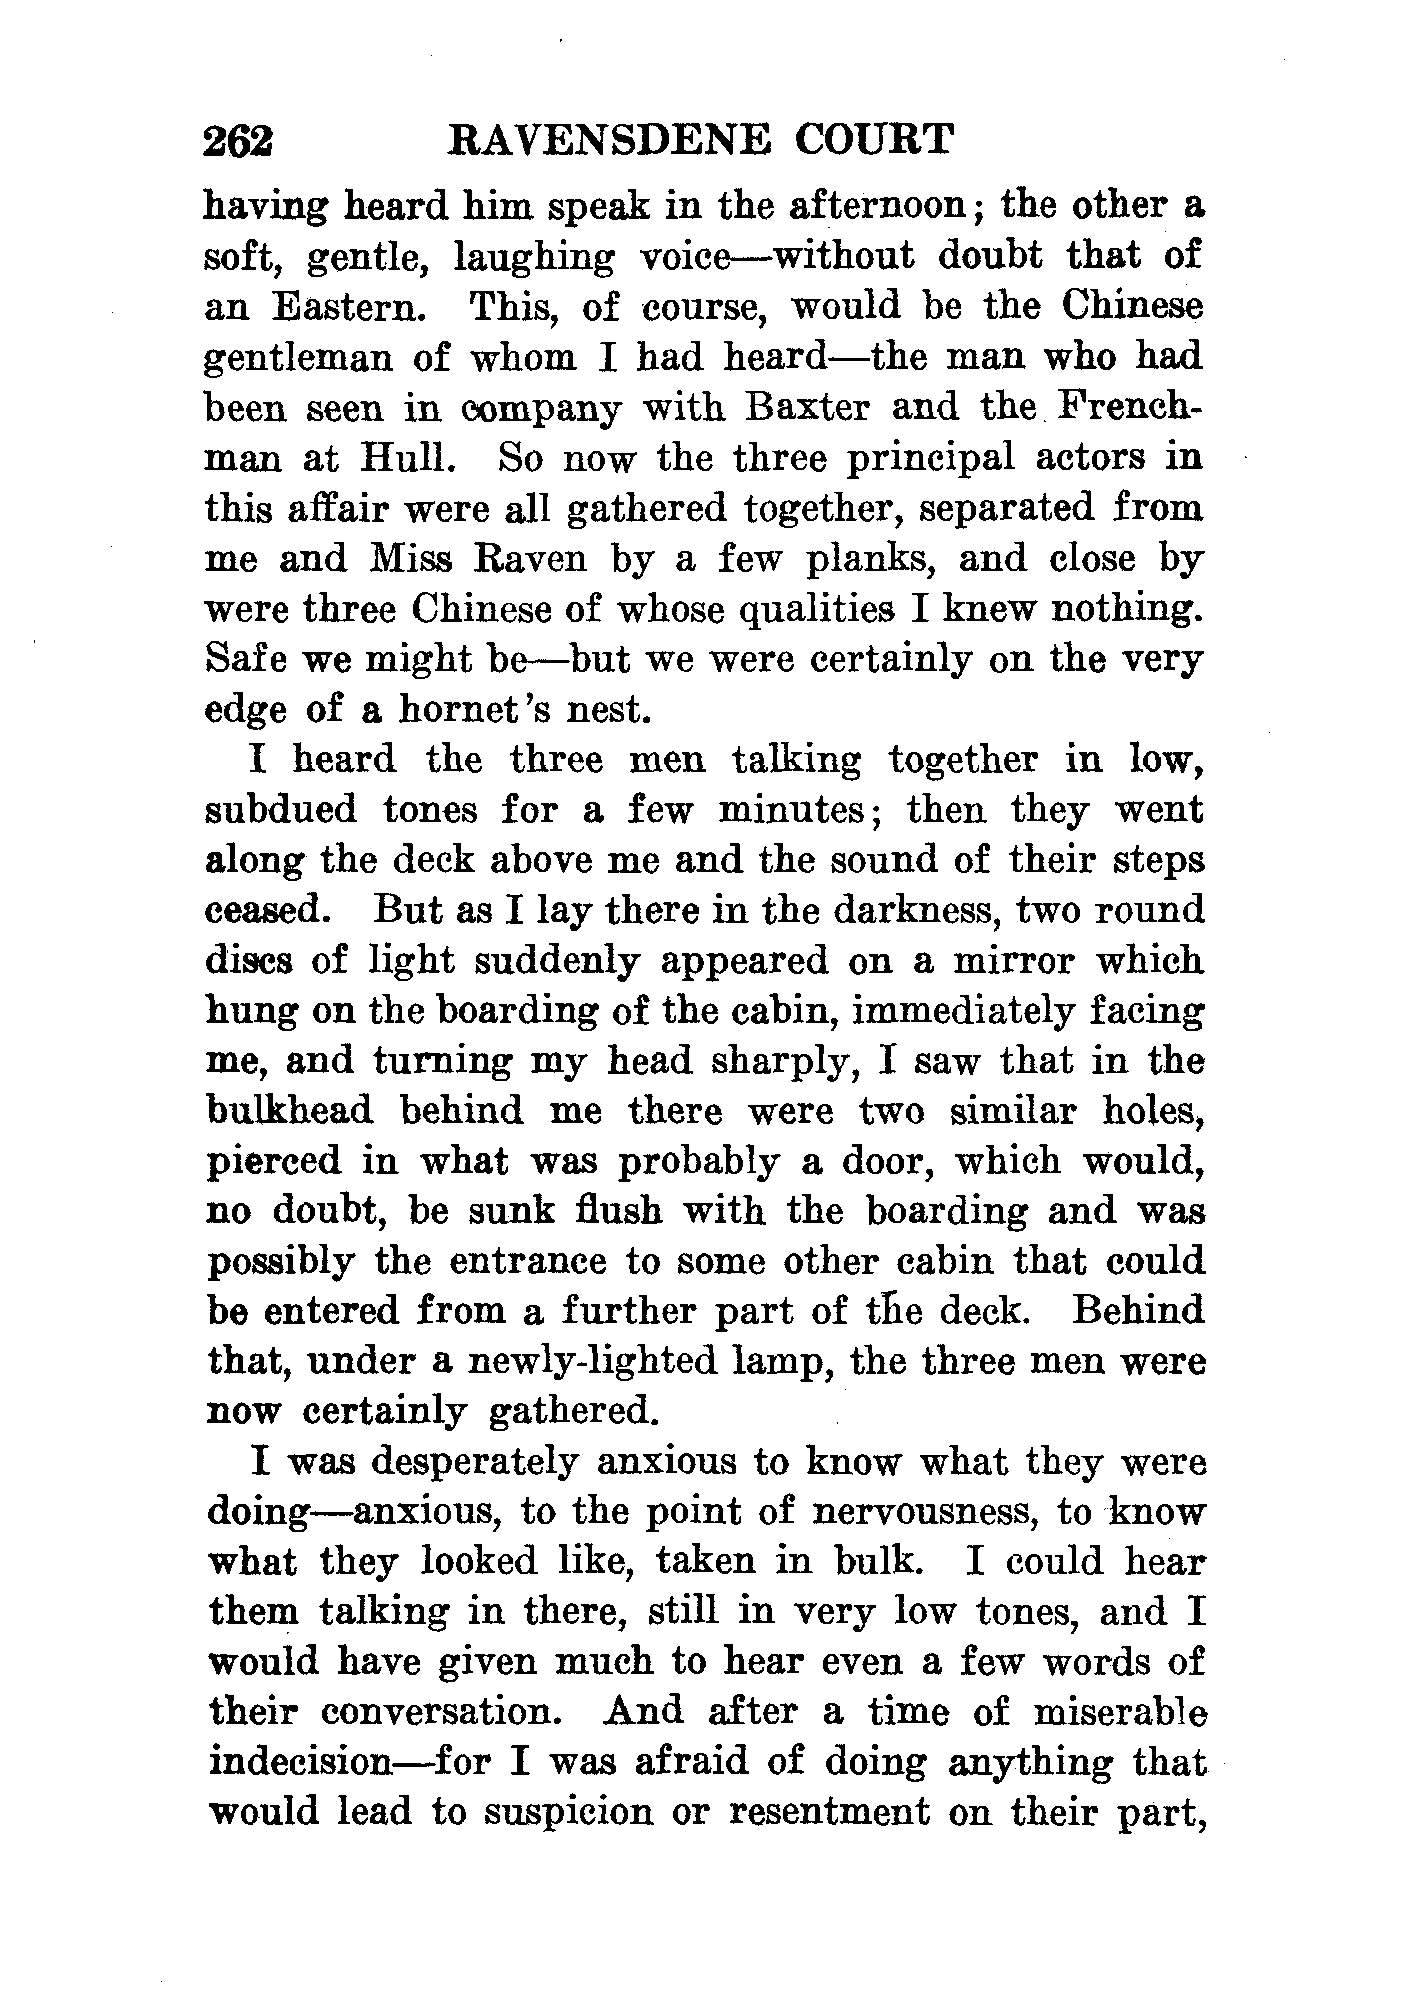 262 RAVENSDENE COURT
having heard him speak in the afternoon; the other a
soft, gentle, laughing voice—without doubt that of
an Eastern. This, of course, would be the Chinese
gentleman of whom I had heard—the man who had
been seen in company with Baxter and the French-
man at Hull. So now the three principal actors in
this affair were all gathered together, separated from
me and Miss Raven by a few planks, and close by
were three Chinese of whose qualities I knew nothing.
Safe we might be—but we were certainly on the very
edge of a hornet's nest.
I heard the three men talking together in low,
subdued tones for a few minutes; then they went
along the deck above me and the sound of their steps
ceased. But as I lay there in the darkness, two round
discs of light suddenly appeared on a mirror which
hung on the boarding of the cabin, immediately facing
me, and turning my head sharply, I saw that in the
bulkhead behind me there were two similar holes,
pierced in what was probably a door, which would,
no doubt, be sunk flush with the boarding and was
possibly the entrance to some other cabin that could
be entered from a further part of the deck. Behind
that, under a newly-lighted lamp, the three men were
now certainly gathered.
I was desperately anxious to know what they were
doing—anxious, to the point of nervousness, to know
what they looked like, taken in bulk. I could hear
them talking in there, still in very low tones, and I
would have given much to hear even a few words of
their conversation. And after a time of miserable
indecision—for I was afraid of doing anything that
would lead to suspicion or resentment on their part,